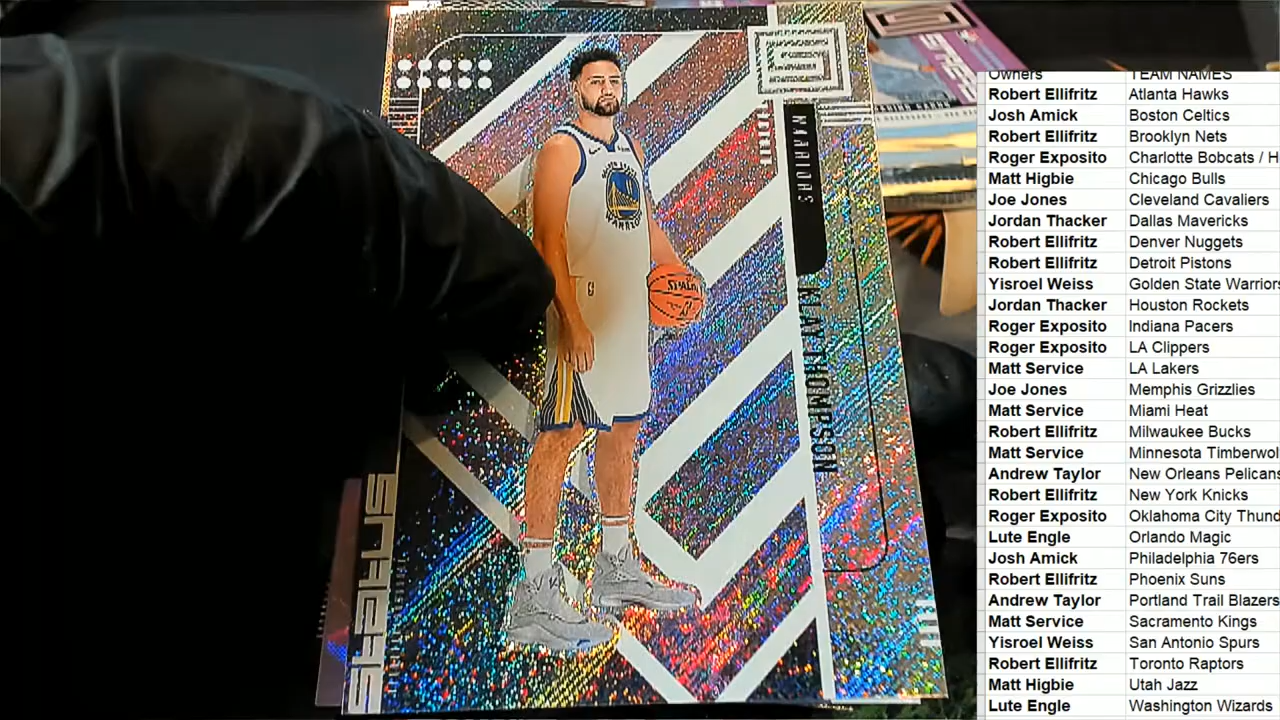 WARRIORS
KLAY THOMPSON
STATUS
SPALDING
WARRIORS
Owners TEAM NAMES
Robert Ellifritz Atlanta Hawks
Josh Amick Boston Celtics
Robert Ellifritz Brooklyn Nets
Roger Exposito Charlotte Bobcats / H
Matt Higbie Chicago Bulls
Joe Jones Cleveland Cavaliers
Jordan Thacker Dallas Mavericks
Robert Ellifritz Denver Nuggets
Robert Ellifritz Detroit Pistons
Yisroel Weiss Golden State Warriors
Jordan Thacker Houston Rockets
Roger Exposito Indiana Pacers
Roger Exposito LA Clippers
Matt Service LA Lakers
Joe Jones Memphis Grizzlies
Matt Service Miami Heat
Robert Ellifritz Milwaukee Bucks
Matt Service Minnesota Timberwol
Andrew Taylor New Orleans Pelicans
Robert Ellifritz New York Knicks
Roger Exposito Oklahoma City Thund
Lute Engle Orlando Magic
Josh Amick Philadelphia 76ers
Robert Ellifritz Phoenix Suns
Andrew Taylor Portland Trail Blazers
Matt Service Sacramento Kings
Yisroel Weiss San Antonio Spurs
Robert Ellifritz Toronto Raptors
Matt Higbie Utah Jazz
Lute Engle Washington Wizards